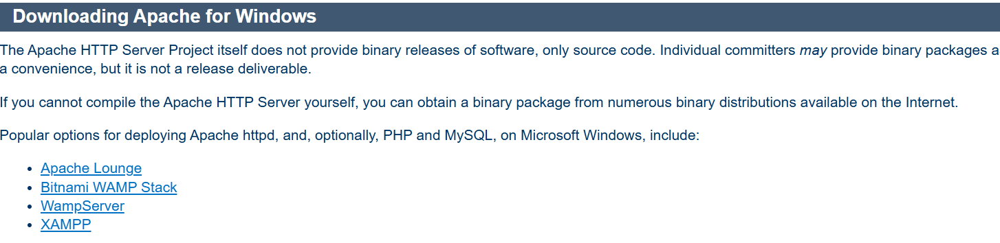 Downloading Apache for Windows
The Apache HTTP Server Project itself does not provide binary releases of software, only source code. Individual committers may provide binary packages a
a convenience, but it is not a release deliverable.
If you cannot compile the Apache HTTP Server yourself, you can obtain a binary package from numerous binary distributions available on the Internet.
Popular options for deploying Apache httpd, and, optionally, PHP and MySQL, on Microsoft Windows, include:
Apache Lounge
Bitnami WAMP Stack
WampServer
XAMPP